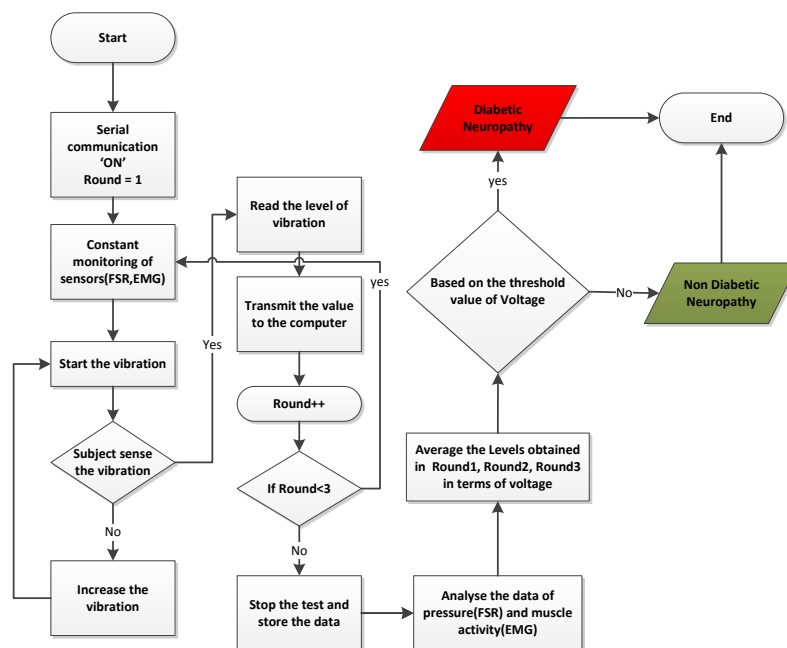 Start
Serial
communication
‘ON’
Round = 1
Constant
monitoring of
sensors(FSR,EMG)
Start the vibration
Subject sense
the vibration
No
Increase the
vibration
Yes
Read the level of
vibration
Transmit the value
to the computer
Round++
If Round<3
yes
No
Stop the test and
store the data
Analyse the data of
pressure(FSR) and muscle
activity(EMG)
Average the Levels obtained
in Round1, Round2, Round3
in terms of voltage
Based on the threshold
value of Voltage
yes
Diabetic
Neuropathy
No
Non Diabetic
Neuropathy
End